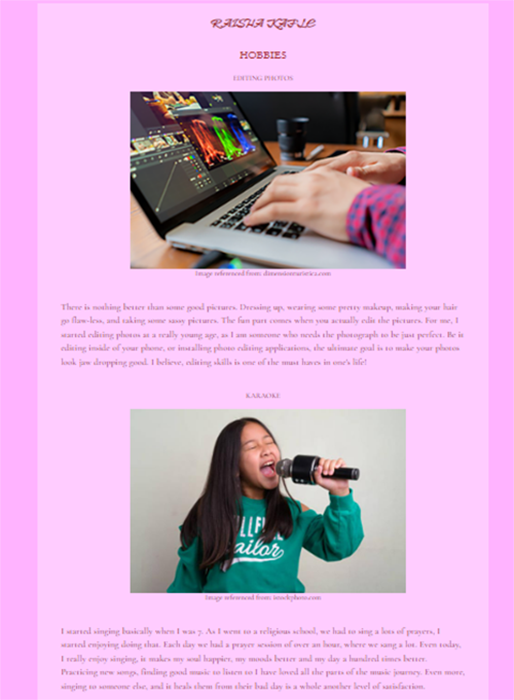 RAISHA KAFLE
HOBBIES
EDITING PHOTOS
Image referenced from:
There is nothing better than some good pictures. Dressing up, wearing some pretty makeup, making your hair
go flaw-less, and taking some sassy pictures. The fun part comes when you actually edit the pictures. For me, I
started editing photos at a really young age, as I am someone who needs the photograph to be just perfect. Be it
editing inside of your phone, or installing photo editing applications, the ultimate goal is to make your photos
look jaw dropping good. I believe, editing skills is one of the must haves in one's life!
KARAOKE
LLF
ailor
Image referenced from: istockphoto.com
I started singing basically when I was 7. As I went to a religious school, we had to sing a lots of prayers, I
started enjoying doing that. Each day we had a prayer session of over an hour, where we sang a lot. Even today,
I really enjoy singing, is makes my soul happier, my moods better and my day a hundred times better.
Practicing new songs, finding good music to listen to I have loved all the parts of the music journey. Even more,
singing to someone else, and it heals them from their bad day is a whole another level of satisfaction.